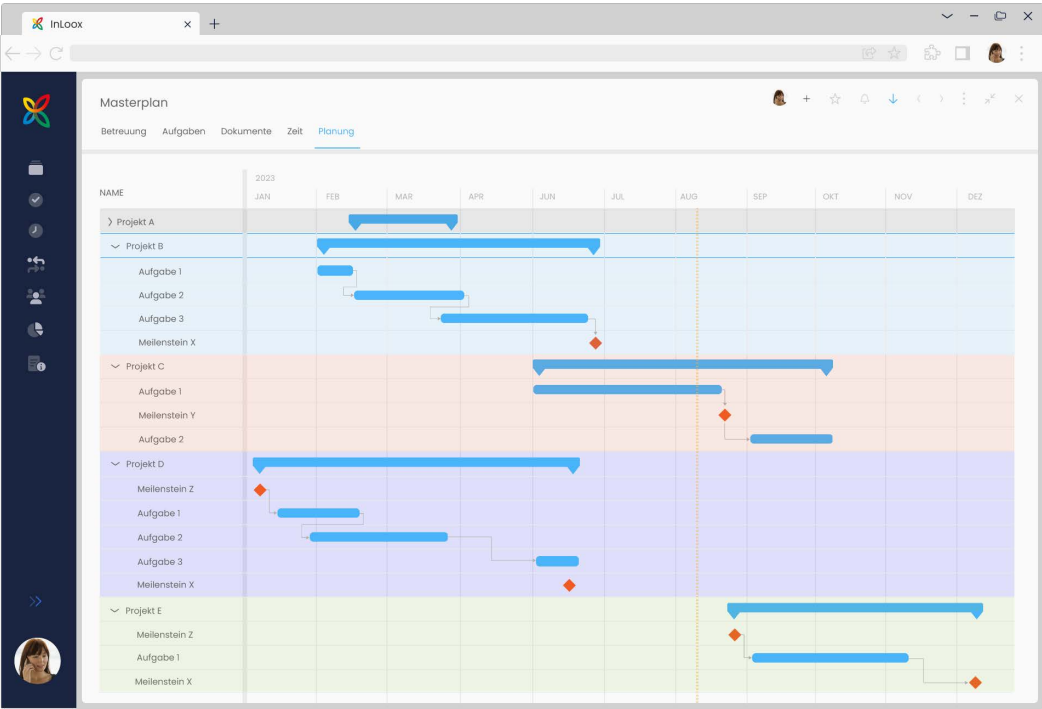 InLoox
Masterplan
Betreuung Aufgaben Dokumente Zeit Planung
2023
NAME JAN FEB MAR APR JUN JUL AUG SEP OKT NOV DEZ
Projekt A
Projekt B
Aufgabe 1
Aufgabe 2
Aufgabe 3
Meilenstein X
Projekt C
Aufgabe 1
Meilenstein Y
Aufgabe 2
Projekt D
Meilenstein Z
Aufgabe 1
Aufgabe 2
Aufgabe 3
Meilenstein X
Projekt E
Meilenstein Z
Aufgabe 1
Meilenstein X